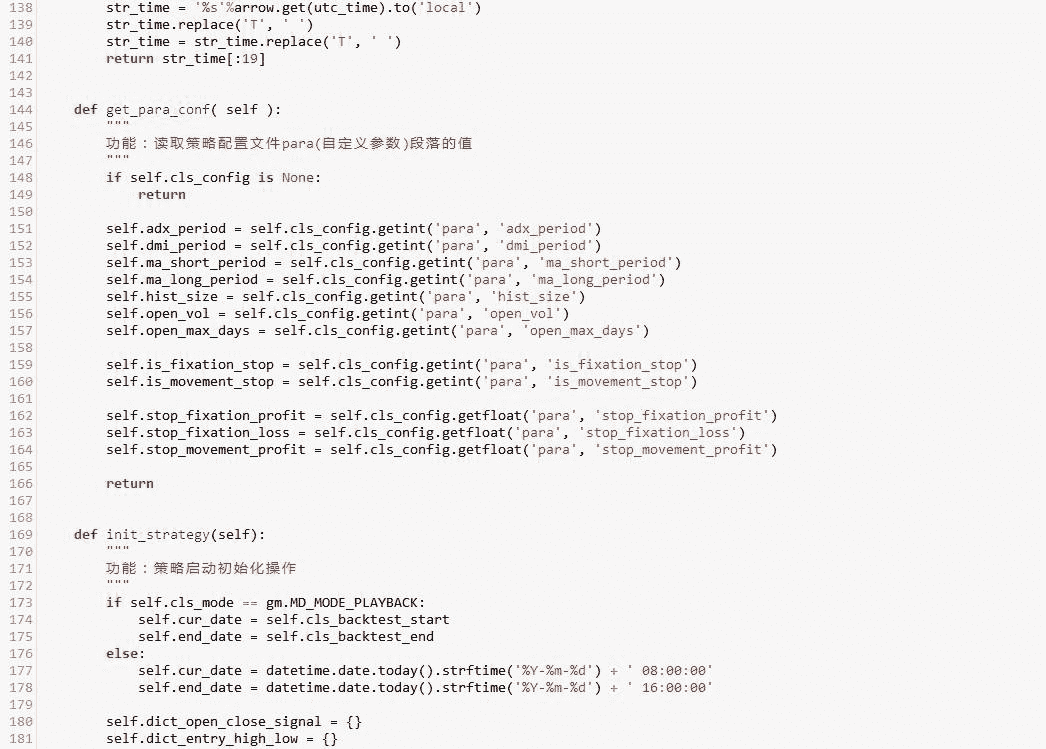 138 str_time = '%s'%arrow.get(utc_time).to('local')
139 str_time.replace('T', ' ')
140 str_time = str_time.replace('T', ' ')
141 return str_time[:19]
142
143
144 def get_para_conf( self ):
145 """
146 功能：读取策略配置文件para(自定义参数)段落的值
147 """
148 if self.cls_config is None:
149 return
150
151 self.adx_period = self.cls_config.getint('para', 'adx_period')
152 self.dmi_period = self.cls_config.getint('para', 'dmi_period')
153 self.ma_short_period = self.cls_config.getint('para', 'ma_short_period')
154 self.ma_long_period = self.cls_config.getint('para', 'ma_long_period')
155 self.hist_size = self.cls_config.getint('para', 'hist_size')
156 self.open_vol = self.cls_config.getint('para', 'open_vol')
157 self.open_max_days = self.cls_config.getint('para', 'open_max_days')
158
159 self.is_fixation_stop = self.cls_config.getint('para', 'is_fixation_stop')
160 self.is_movement_stop = self.cls_config.getint('para', 'is_movement_stop')
161
162 self.stop_fixation_profit = self.cls_config.getfloat('para', 'stop_fixation_profit')
163 self.stop_fixation_loss = self.cls_config.getfloat('para', 'stop_fixation_loss')
164 self.stop_movement_profit = self.cls_config.getfloat('para', 'stop_movement_profit')
165
166 return
167
168
169 def init_strategy(self):
170 """
171 功能：策略启动初始化操作
172 """
173 if self.cls_mode == gm.MD_MODE_PLAYBACK:
174 self.cur_date = self.cls_backtest_start
175 self.end_date = self.cls_backtest_end
176 else:
177 self.cur_date = datetime.date.today().strftime('%Y-%m-%d') + ' 08:00:00'
178 self.end_date = datetime.date.today().strftime('%Y-%m-%d') + ' 16:00:00'
179
180 self.dict_open_close_signal = {}
181 self.dict_entry_high_low = {}